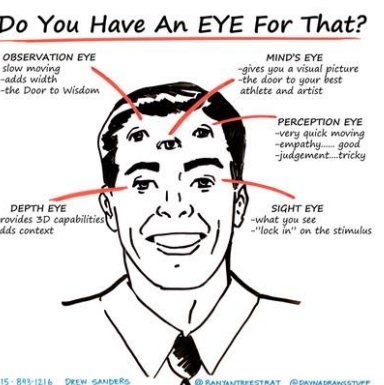 Do You Have An EYE For That?
OBSERVATION EYE
slow moving
-adds width
-the Door to Wisdom
MIND'S EYE
-gives you a visual picture
-the door to your best
athlete and artist
PERCEPTION EYE
-very quick moving
-empathy...... good
-judgement....tricky
DEPTH EYE
rovides 3D capabilities
dds context
SIGHT EYE
-what you see
-"lock in" on the stimulus
15-893-1216 DREW SANDERS @BANYANTREESTRAT @DAYNADRAWSSTUFF